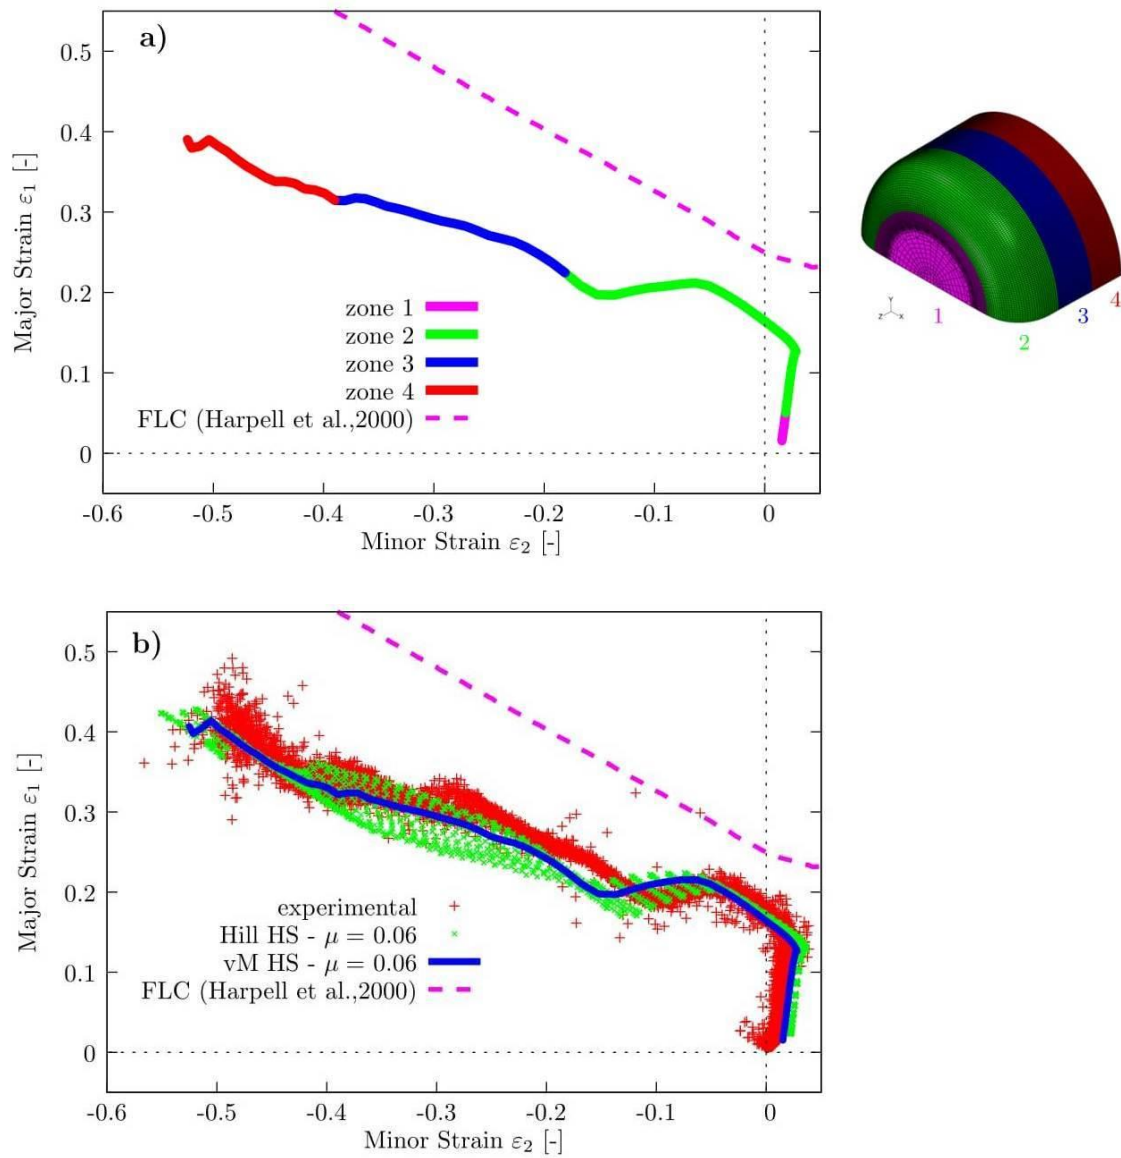 a)
0.5
0.4
0.3
0.2
0.1
0
Major Strain ε₁ [-]
zone 1
zone 2
zone 3
zone 4
FLC (Harpell et al.,2000)
-0.6 -0.5 -0.4 -0.3 -0.2 -0.1 0
Minor Strain ε₂ [-]
Y
Z X
1
2
3
4
b)
0.5
0.4
0.3
0.2
0.1
0
Major Strain ε₁ [-]
experimental
Hill HS - μ = 0.06
vM HS - μ = 0.06
FLC (Harpell et al.,2000)
-0.6 -0.5 -0.4 -0.3 -0.2 -0.1 0
Minor Strain ε₂ [-]